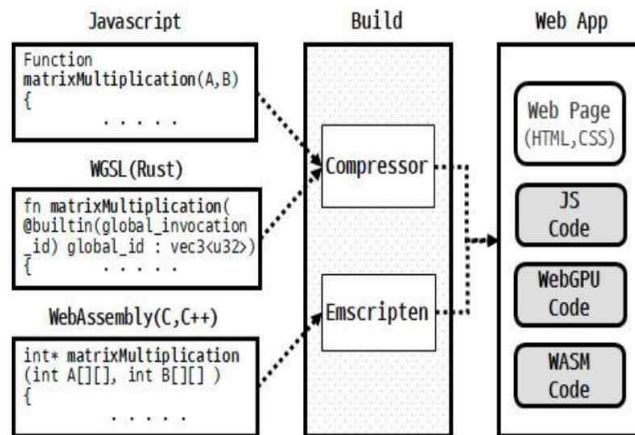 Javascript
Function
matrixMultiplication(A,B)
{
. . . . .
WGSL(Rust)
fn matrixMultiplication(
@builtin(global_invocation
_id) global_id : vec3<u32>)
{ . . . . .
WebAssembly(C,C++)
int* matrixMultiplication
(int A[][], int B[][] )
{
. . . . .
Build
Compressor
Emscripten
Web App
Web Page
(HTML,CSS)
JS
Code
WebGPU
Code
WASM
Code